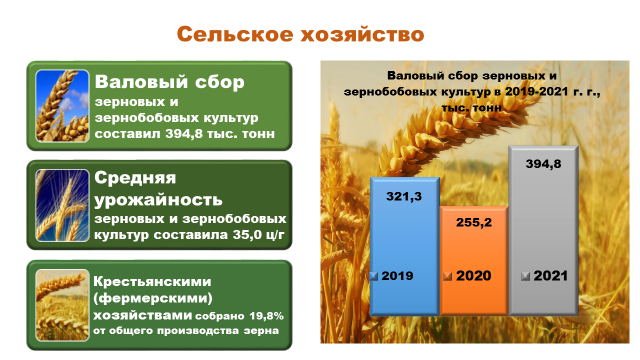 Сельское хозяйство
Валовый сбор
зерновых и
зернобобовых культур
составил 394,8 тыс. тонн
Средняя
урожайность
зерновых и зернобобовых
культур составила 35,0 ц/г
Крестьянскими
(фермерскими)
хозяйствами собрано 19,8%
от общего производства зерна
Валовый сбор зерновых и
зернобобовых культур в 2019-2021 г. г.,
тыс. тонн
321,3
255,2
394,8
2019
2020
2021